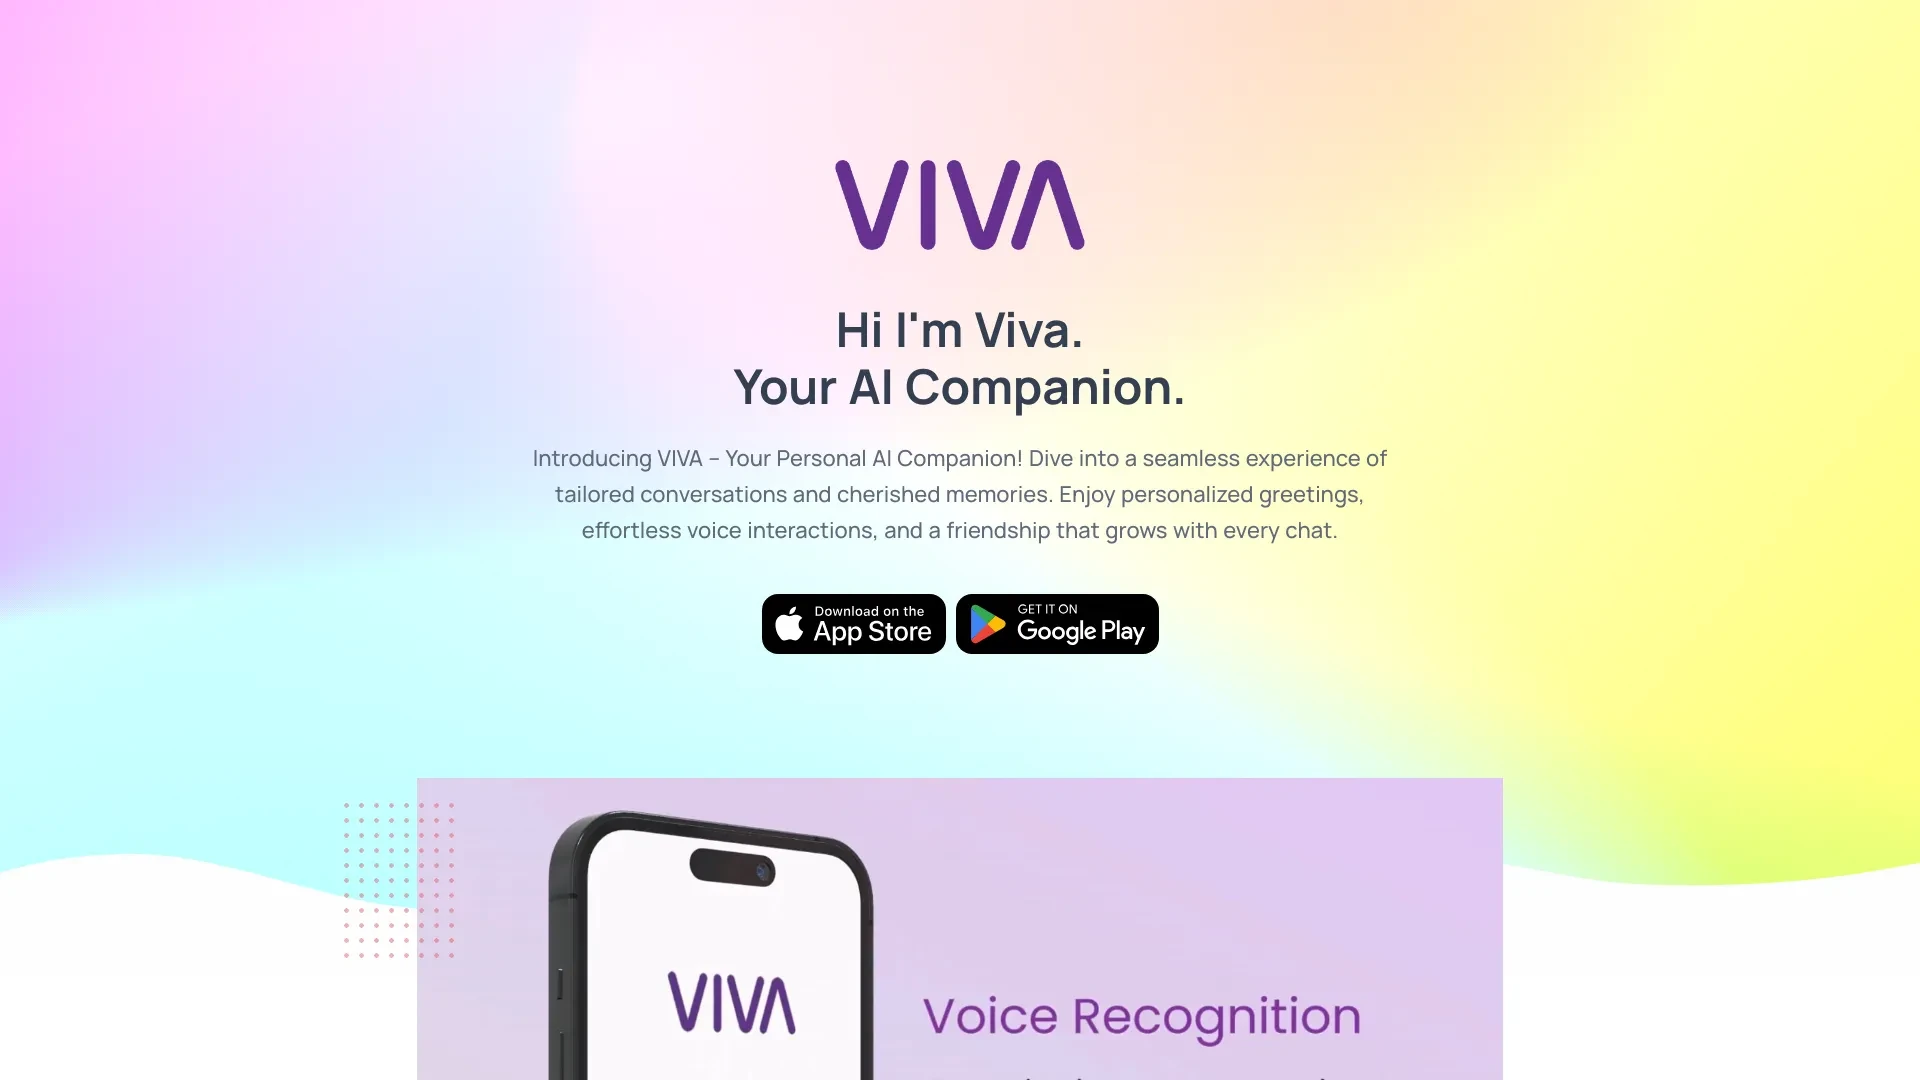 VIVA
Hi I'm Viva.
Your AI Companion.
Introducing VIVA – Your Personal AI Companion! Dive into a seamless experience of
tailored conversations and cherished memories. Enjoy personalized greetings,
effortless voice interactions, and a friendship that grows with every chat.
Download on the
App Store
GET IT ON
Google Play
VIVA
Voice Recognition